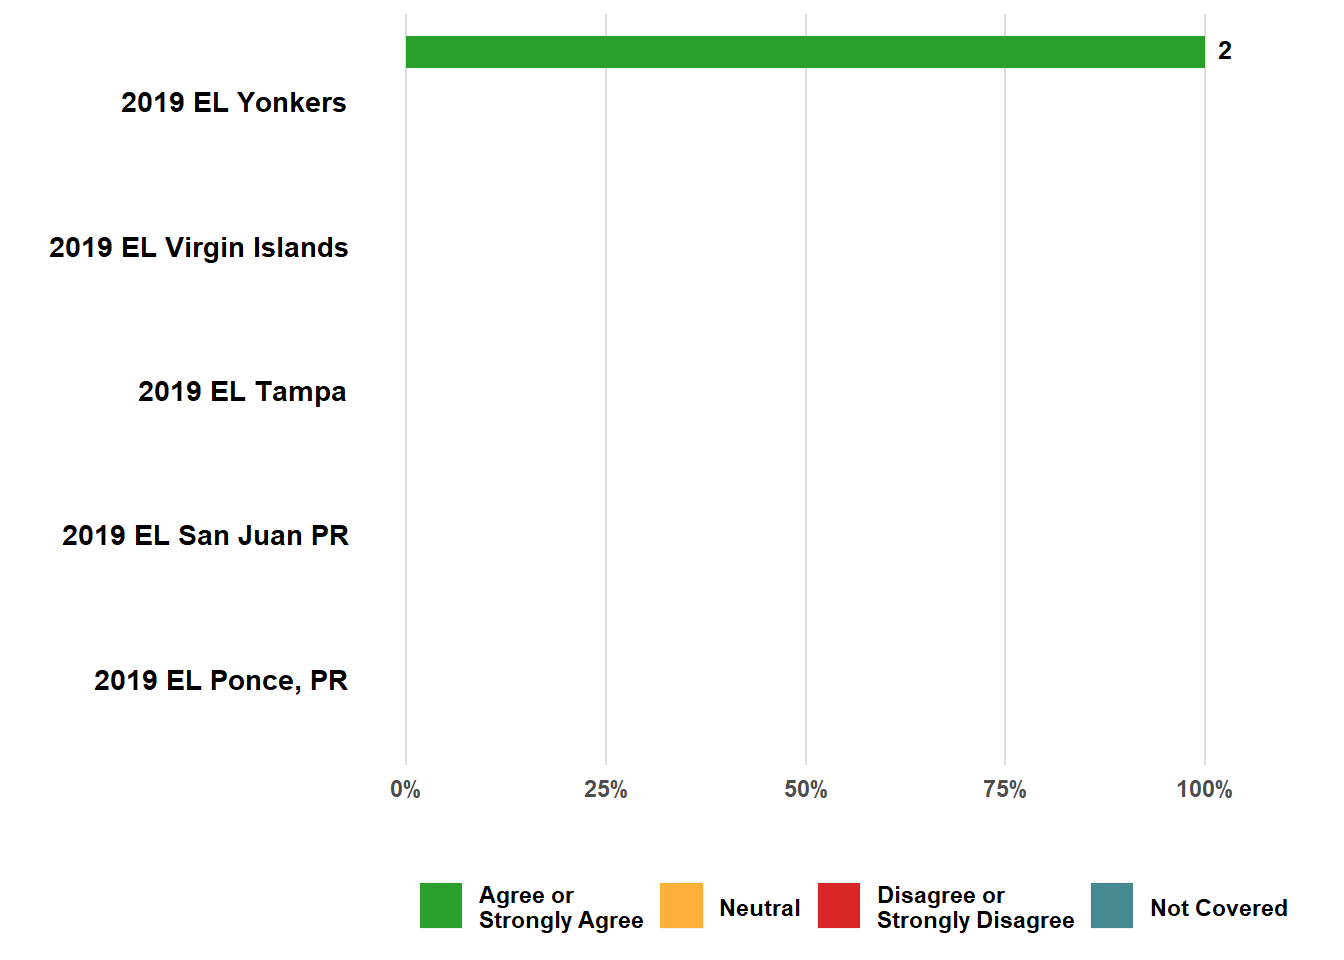 2
2019 EL Yonkers
2019 EL Virgin Islands
2019 EL Tampa
2019 EL San Juan PR
2019 EL Ponce, PR
0% 25% 50% 75% 100%
Agree or
Strongly Agree
Neutral
Disagree or
Strongly Disagree
Not Covered